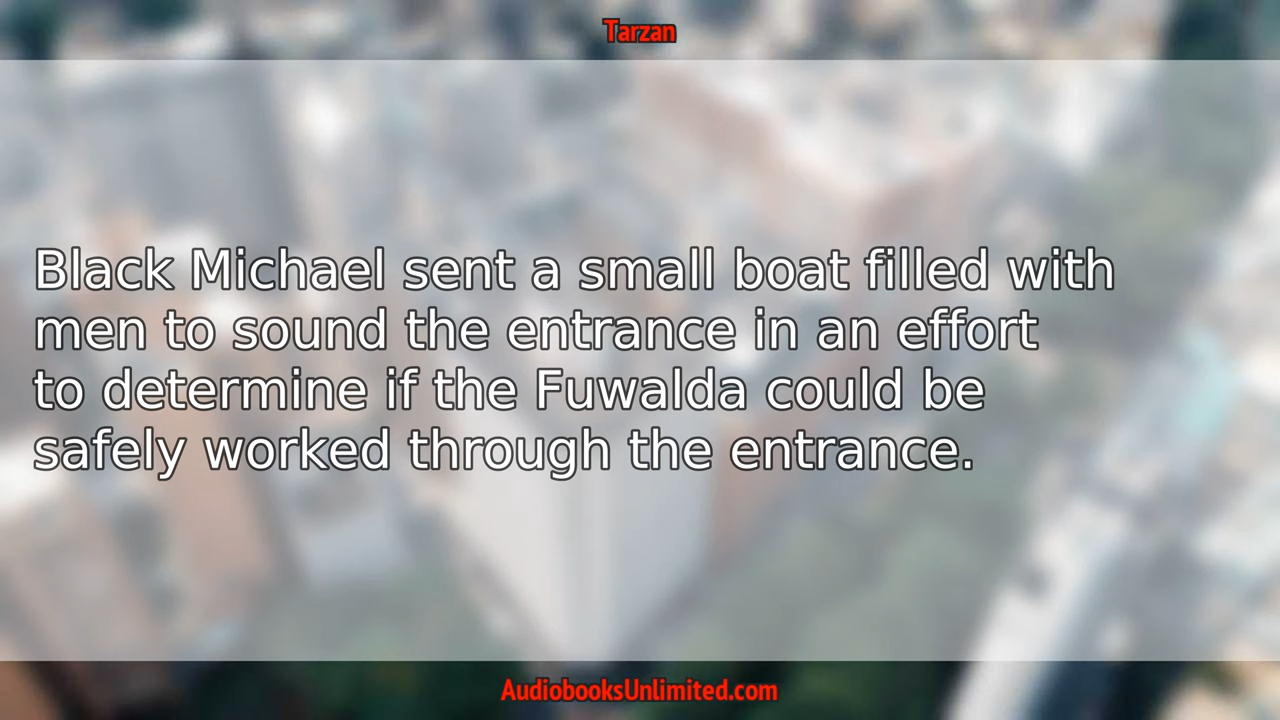 Tarzan
Black Michael sent a small boat filled with
men to sound the entrance in an effort
to determine if the Fuwalda could be
safely worked through the entrance.
AudiobooksUnlimited.com